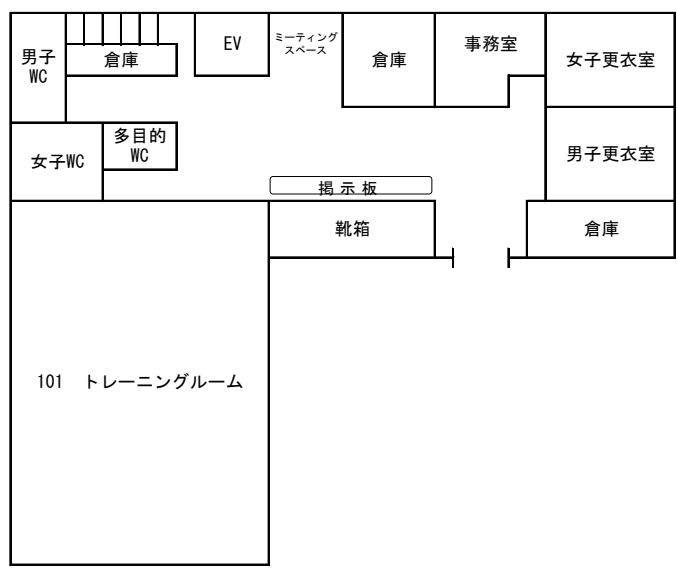 男子
WC
倉庫
EV
ミーティング
スペース
倉庫
事務室
女子更衣室
女子WC
多目的
WC
男子更衣室
掲示板
靴箱
倉庫
101 トレーニングルーム